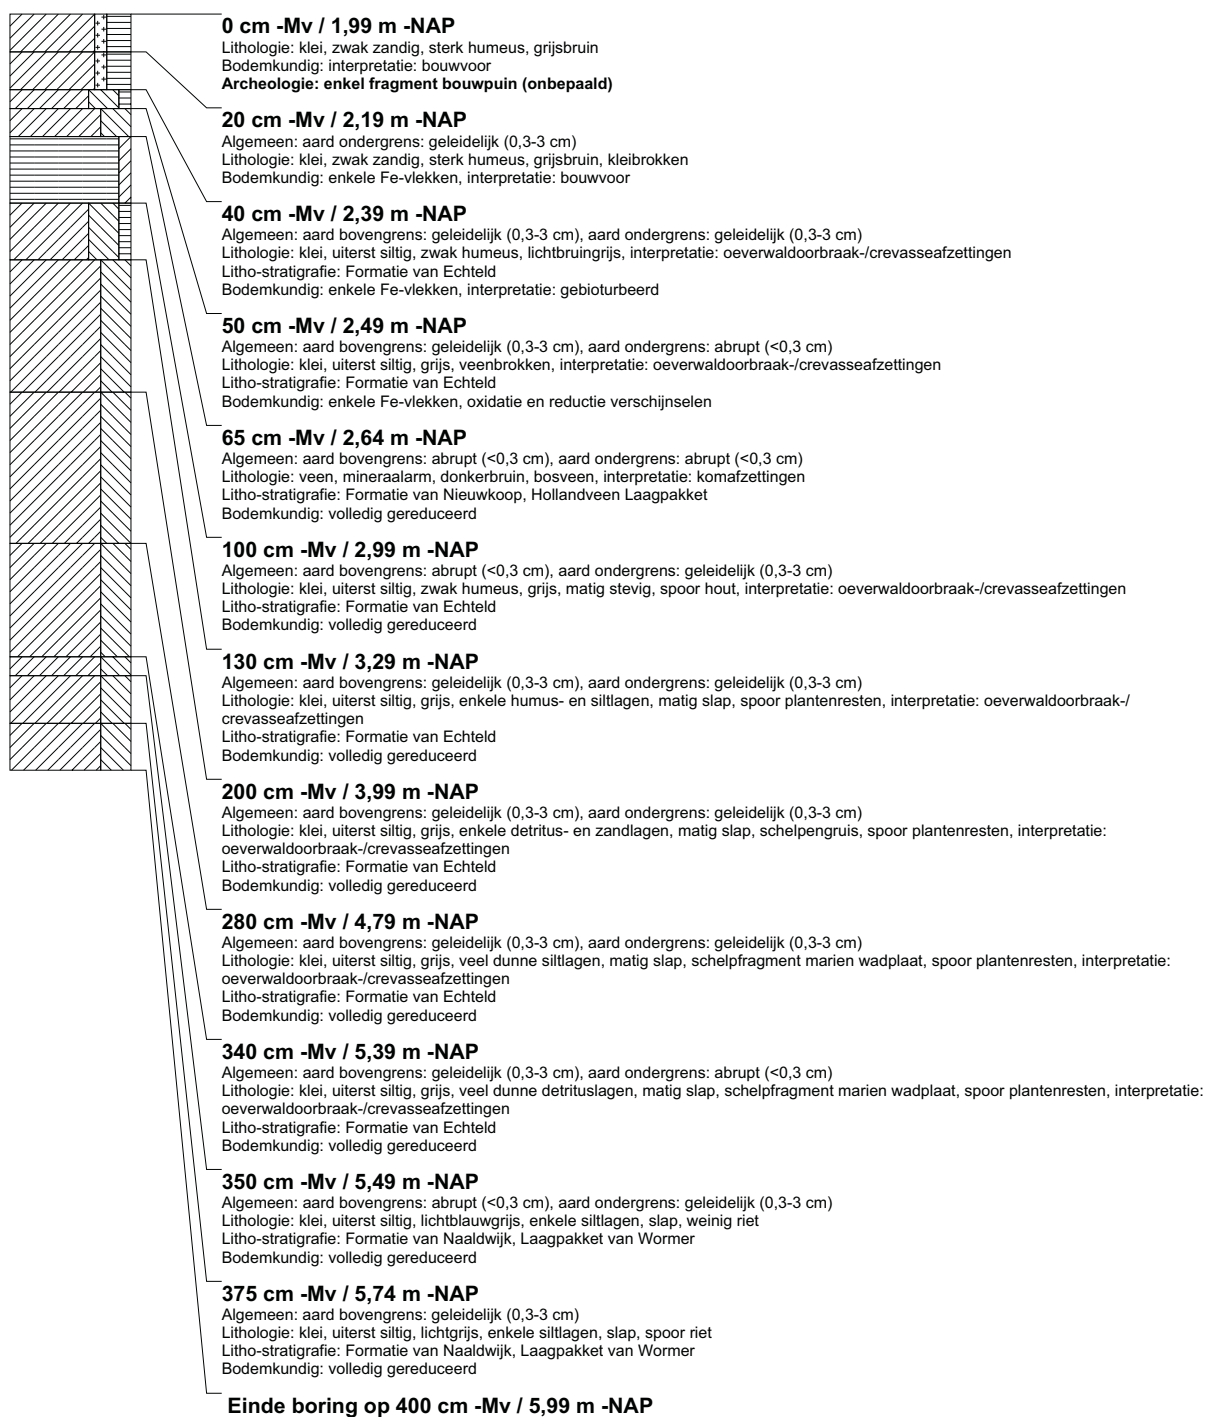 0 cm -Mv / 1,99 m -NAP
Lithologie: klei, zwak zandig, sterk humeus, grijsbruin
Bodemkundig: interpretatie: bouwvoor
Archeologie: enkel fragment bouwpuin (onbepaald)
20 cm -Mv / 2,19 m -NAP
Algemeen: aard ondergrens: geleidelijk (0,3-3 cm)
Lithologie: klei, zwak zandig, sterk humeus, grijsbruin, kleibrokken
Bodemkundig: enkele Fe-vlekken, interpretatie: bouwvoor
40 cm -Mv / 2,39 m -NAP
Algemeen: aard bovengrens: geleidelijk (0,3-3 cm), aard ondergrens: geleidelijk (0,3-3 cm)
Lithologie: klei, uiterst siltig, zwak humeus, lichtbruingrijs, interpretatie: oeverwaldoorbraak-/crevasseafzettingen
Litho-stratigrafie: Formatie van Echteld
Bodemkundig: enkele Fe-vlekken, interpretatie: gebioturbeerd
50 cm -Mv / 2,49 m -NAP
Algemeen: aard bovengrens: geleidelijk (0,3-3 cm), aard ondergrens: abrupt (<0,3 cm)
Lithologie: klei, uiterst siltig, grijs, veenbrokken, interpretatie: oeverwaldoorbraak-/crevasseafzettingen
Litho-stratigrafie: Formatie van Echteld
Bodemkundig: enkele Fe-vlekken, oxidatie en reductie verschijnselen
65 cm -Mv / 2,64 m -NAP
Algemeen: aard bovengrens: abrupt (<0,3 cm), aard ondergrens: abrupt (<0,3 cm)
Lithologie: veen, mineraalarm, donkerbruin, bosveen, interpretatie: komafzettingen
Litho-stratigrafie: Formatie van Nieuwkoop, Hollandveen Laagpakket
Bodemkundig: volledig gereduceerd
100 cm -Mv / 2,99 m -NAP
Algemeen: aard bovengrens: abrupt (<0,3 cm), aard ondergrens: geleidelijk (0,3-3 cm)
Lithologie: klei, uiterst siltig, zwak humeus, grijs, matig stevig, spoor hout, interpretatie: oeverwaldoorbraak-/crevasseafzettingen
Litho-stratigrafie: Formatie van Echteld
Bodemkundig: volledig gereduceerd
130 cm -Mv / 3,29 m -NAP
Algemeen: aard bovengrens: geleidelijk (0,3-3 cm), aard ondergrens: geleidelijk (0,3-3 cm)
Lithologie: klei, uiterst siltig, grijs, enkele humus- en siltlagen, matig slap, spoor plantenresten, interpretatie: oeverwaldoorbraak-/
crevasseafzettingen
Litho-stratigrafie: Formatie van Echteld
Bodemkundig: volledig gereduceerd
200 cm -Mv / 3,99 m -NAP
Algemeen: aard bovengrens: geleidelijk (0,3-3 cm), aard ondergrens: geleidelijk (0,3-3 cm)
Lithologie: klei, uiterst siltig, grijs, enkele detritus- en zandlagen, matig slap, schelpengruis, spoor plantenresten, interpretatie:
oeverwaldoorbraak-/crevasseafzettingen
Litho-stratigrafie: Formatie van Echteld
Bodemkundig: volledig gereduceerd
280 cm -Mv / 4,79 m -NAP
Algemeen: aard bovengrens: geleidelijk (0,3-3 cm), aard ondergrens: geleidelijk (0,3-3 cm)
Lithologie: klei, uiterst siltig, grijs, veel dunne siltlagen, matig slap, schelpfragment marien wadplaat, spoor plantenresten, interpretatie:
oeverwaldoorbraak-/crevasseafzettingen
Litho-stratigrafie: Formatie van Echteld
Bodemkundig: volledig gereduceerd
340 cm -Mv / 5,39 m -NAP
Algemeen: aard bovengrens: geleidelijk (0,3-3 cm), aard ondergrens: abrupt (<0,3 cm)
Lithologie: klei, uiterst siltig, grijs, veel dunne detrituslagen, matig slap, schelpfragment marien wadplaat, spoor plantenresten, interpretatie:
oeverwaldoorbraak-/crevasseafzettingen
Litho-stratigrafie: Formatie van Echteld
Bodemkundig: volledig gereduceerd
350 cm -Mv / 5,49 m -NAP
Algemeen: aard bovengrens: abrupt (<0,3 cm), aard ondergrens: geleidelijk (0,3-3 cm)
Lithologie: klei, uiterst siltig, lichtblauwgrijs, enkele siltlagen, slap, weinig riet
Litho-stratigrafie: Formatie van Naaldwijk, Laagpakket van Wormer
Bodemkundig: volledig gereduceerd
375 cm -Mv / 5,74 m -NAP
Algemeen: aard bovengrens: geleidelijk (0,3-3 cm)
Lithologie: klei, uiterst siltig, lichtgrijs, enkele siltlagen, slap, spoor riet
Litho-stratigrafie: Formatie van Naaldwijk, Laagpakket van Wormer
Bodemkundig: volledig gereduceerd
Einde boring op 400 cm -Mv / 5,99 m -NAP